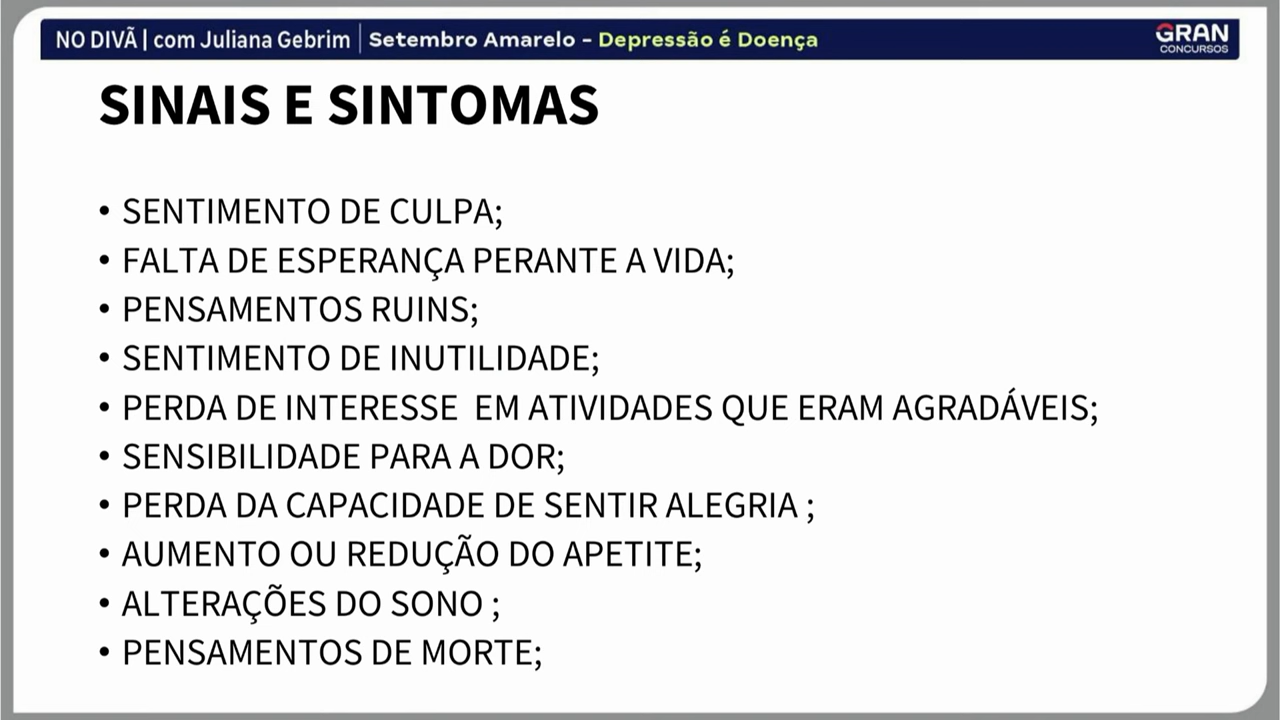 NO DIVÃ | com Juliana Gebrim | Setembro Amarelo – Depressão é Doença
GRAN
CONCURSOS
SINAIS E SINTOMAS
• SENTIMENTO DE CULPA;
• FALTA DE ESPERANÇA PERANTE A VIDA;
• PENSAMENTOS RUINS;
• SENTIMENTO DE INUTILIDADE;
• PERDA DE INTERESSE  EM ATIVIDADES QUE ERAM AGRADÁVEIS;
• SENSIBILIDADE PARA A DOR;
• PERDA DA CAPACIDADE DE SENTIR ALEGRIA ;
• AUMENTO OU REDUÇÃO DO APETITE;
• ALTERAÇÕES DO SONO ;
• PENSAMENTOS DE MORTE;